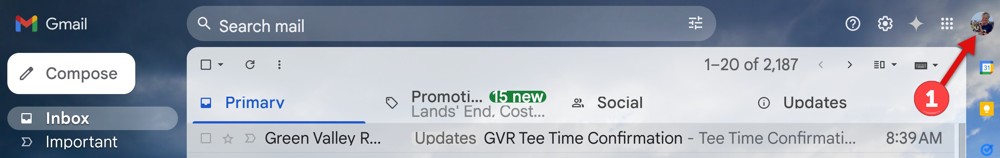 Gmail
Search mail
Compose
1–20 of 2,187
31
Primary
Promoti... 15 new
Lands' End, Cost...
Social
Updates
1
Inbox
Important
Green Valley R... Updates GVR Tee Time Confirmation - Tee Time Confirmati... 8:39 AM